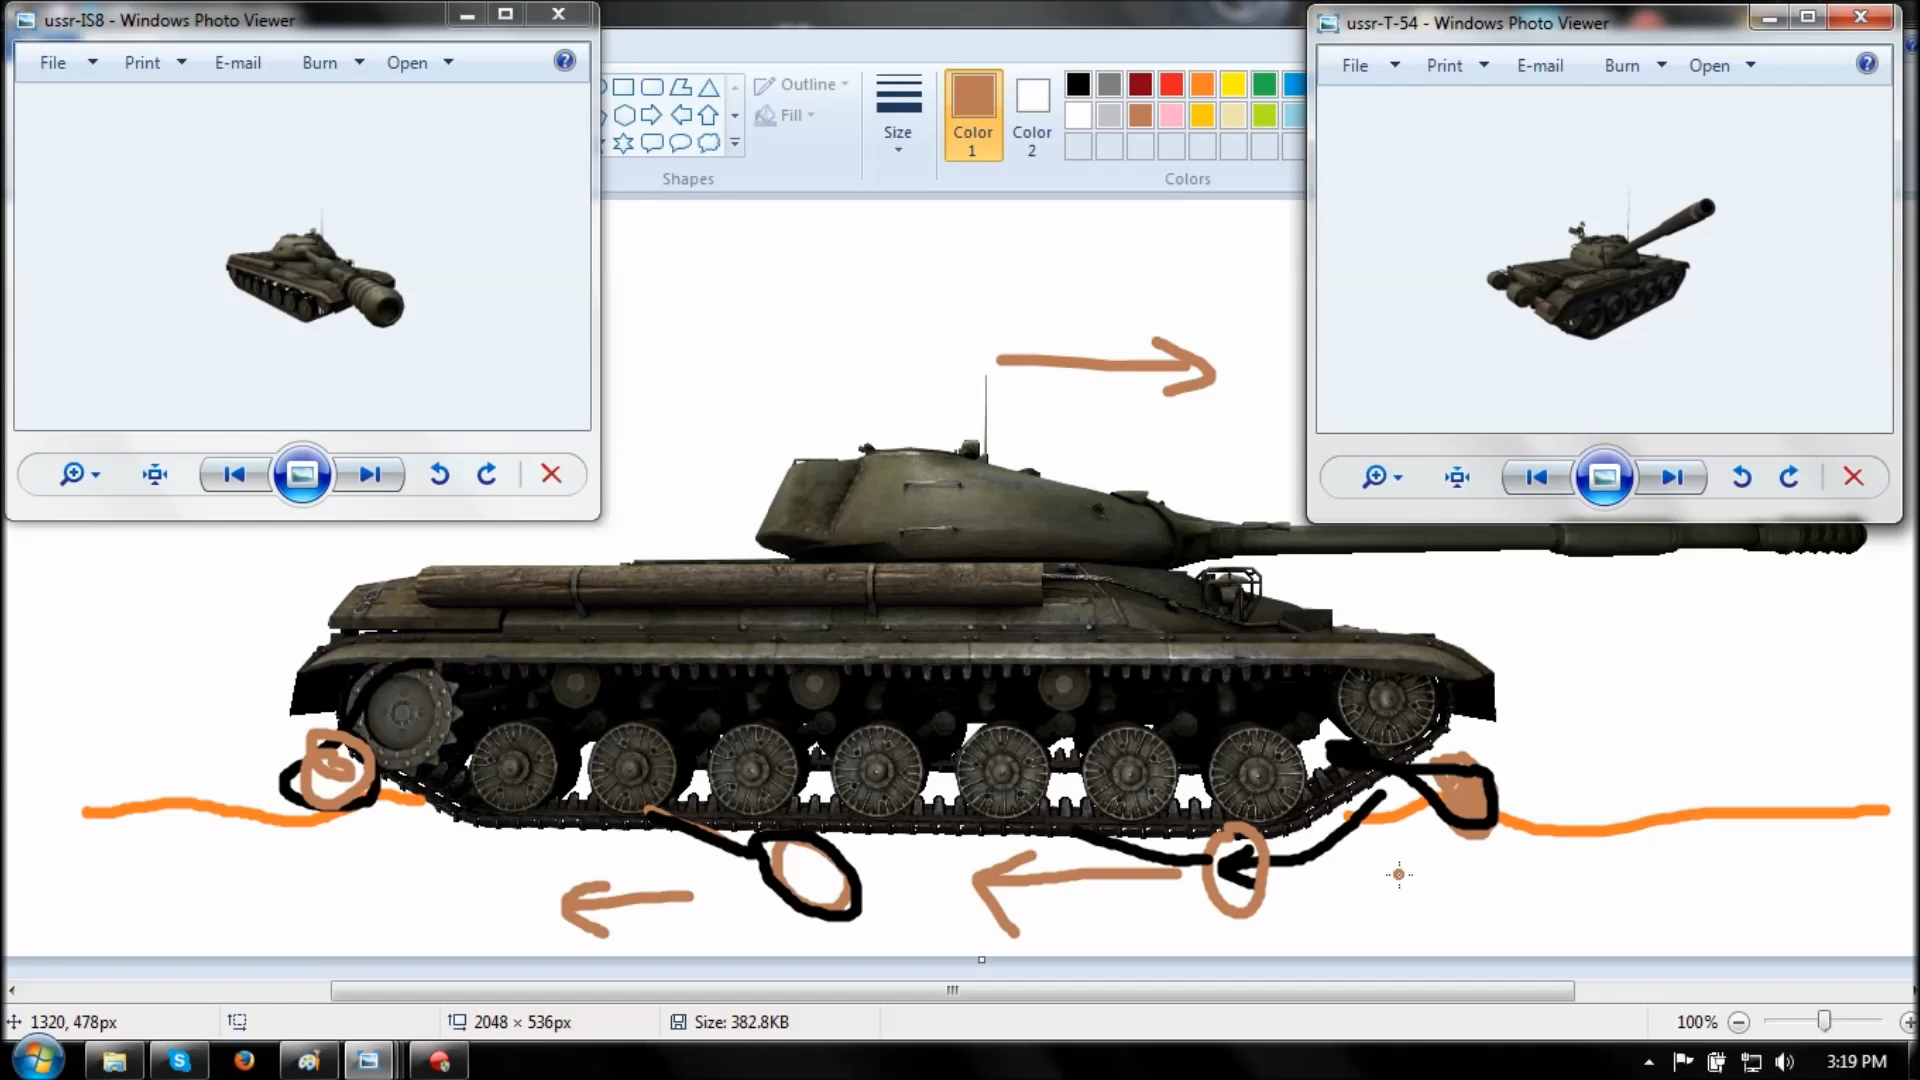 ussr-IS8 - Windows Photo Viewer
File Print E-mail Burn Open
Outline
Fill
Shapes
Size
Color 1
Color 2
Colors
ussr-T-54 - Windows Photo Viewer
File Print E-mail Burn Open
1320, 478px
2048 × 536px
Size: 382.8KB
100%
3:19 PM